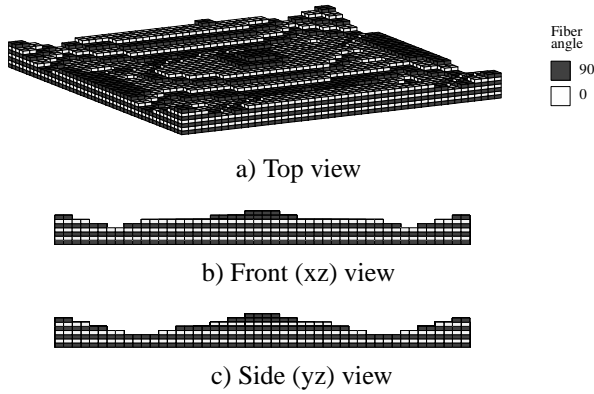 Fiber
angle
90
0
a) Top view
b) Front (xz) view
c) Side (yz) view